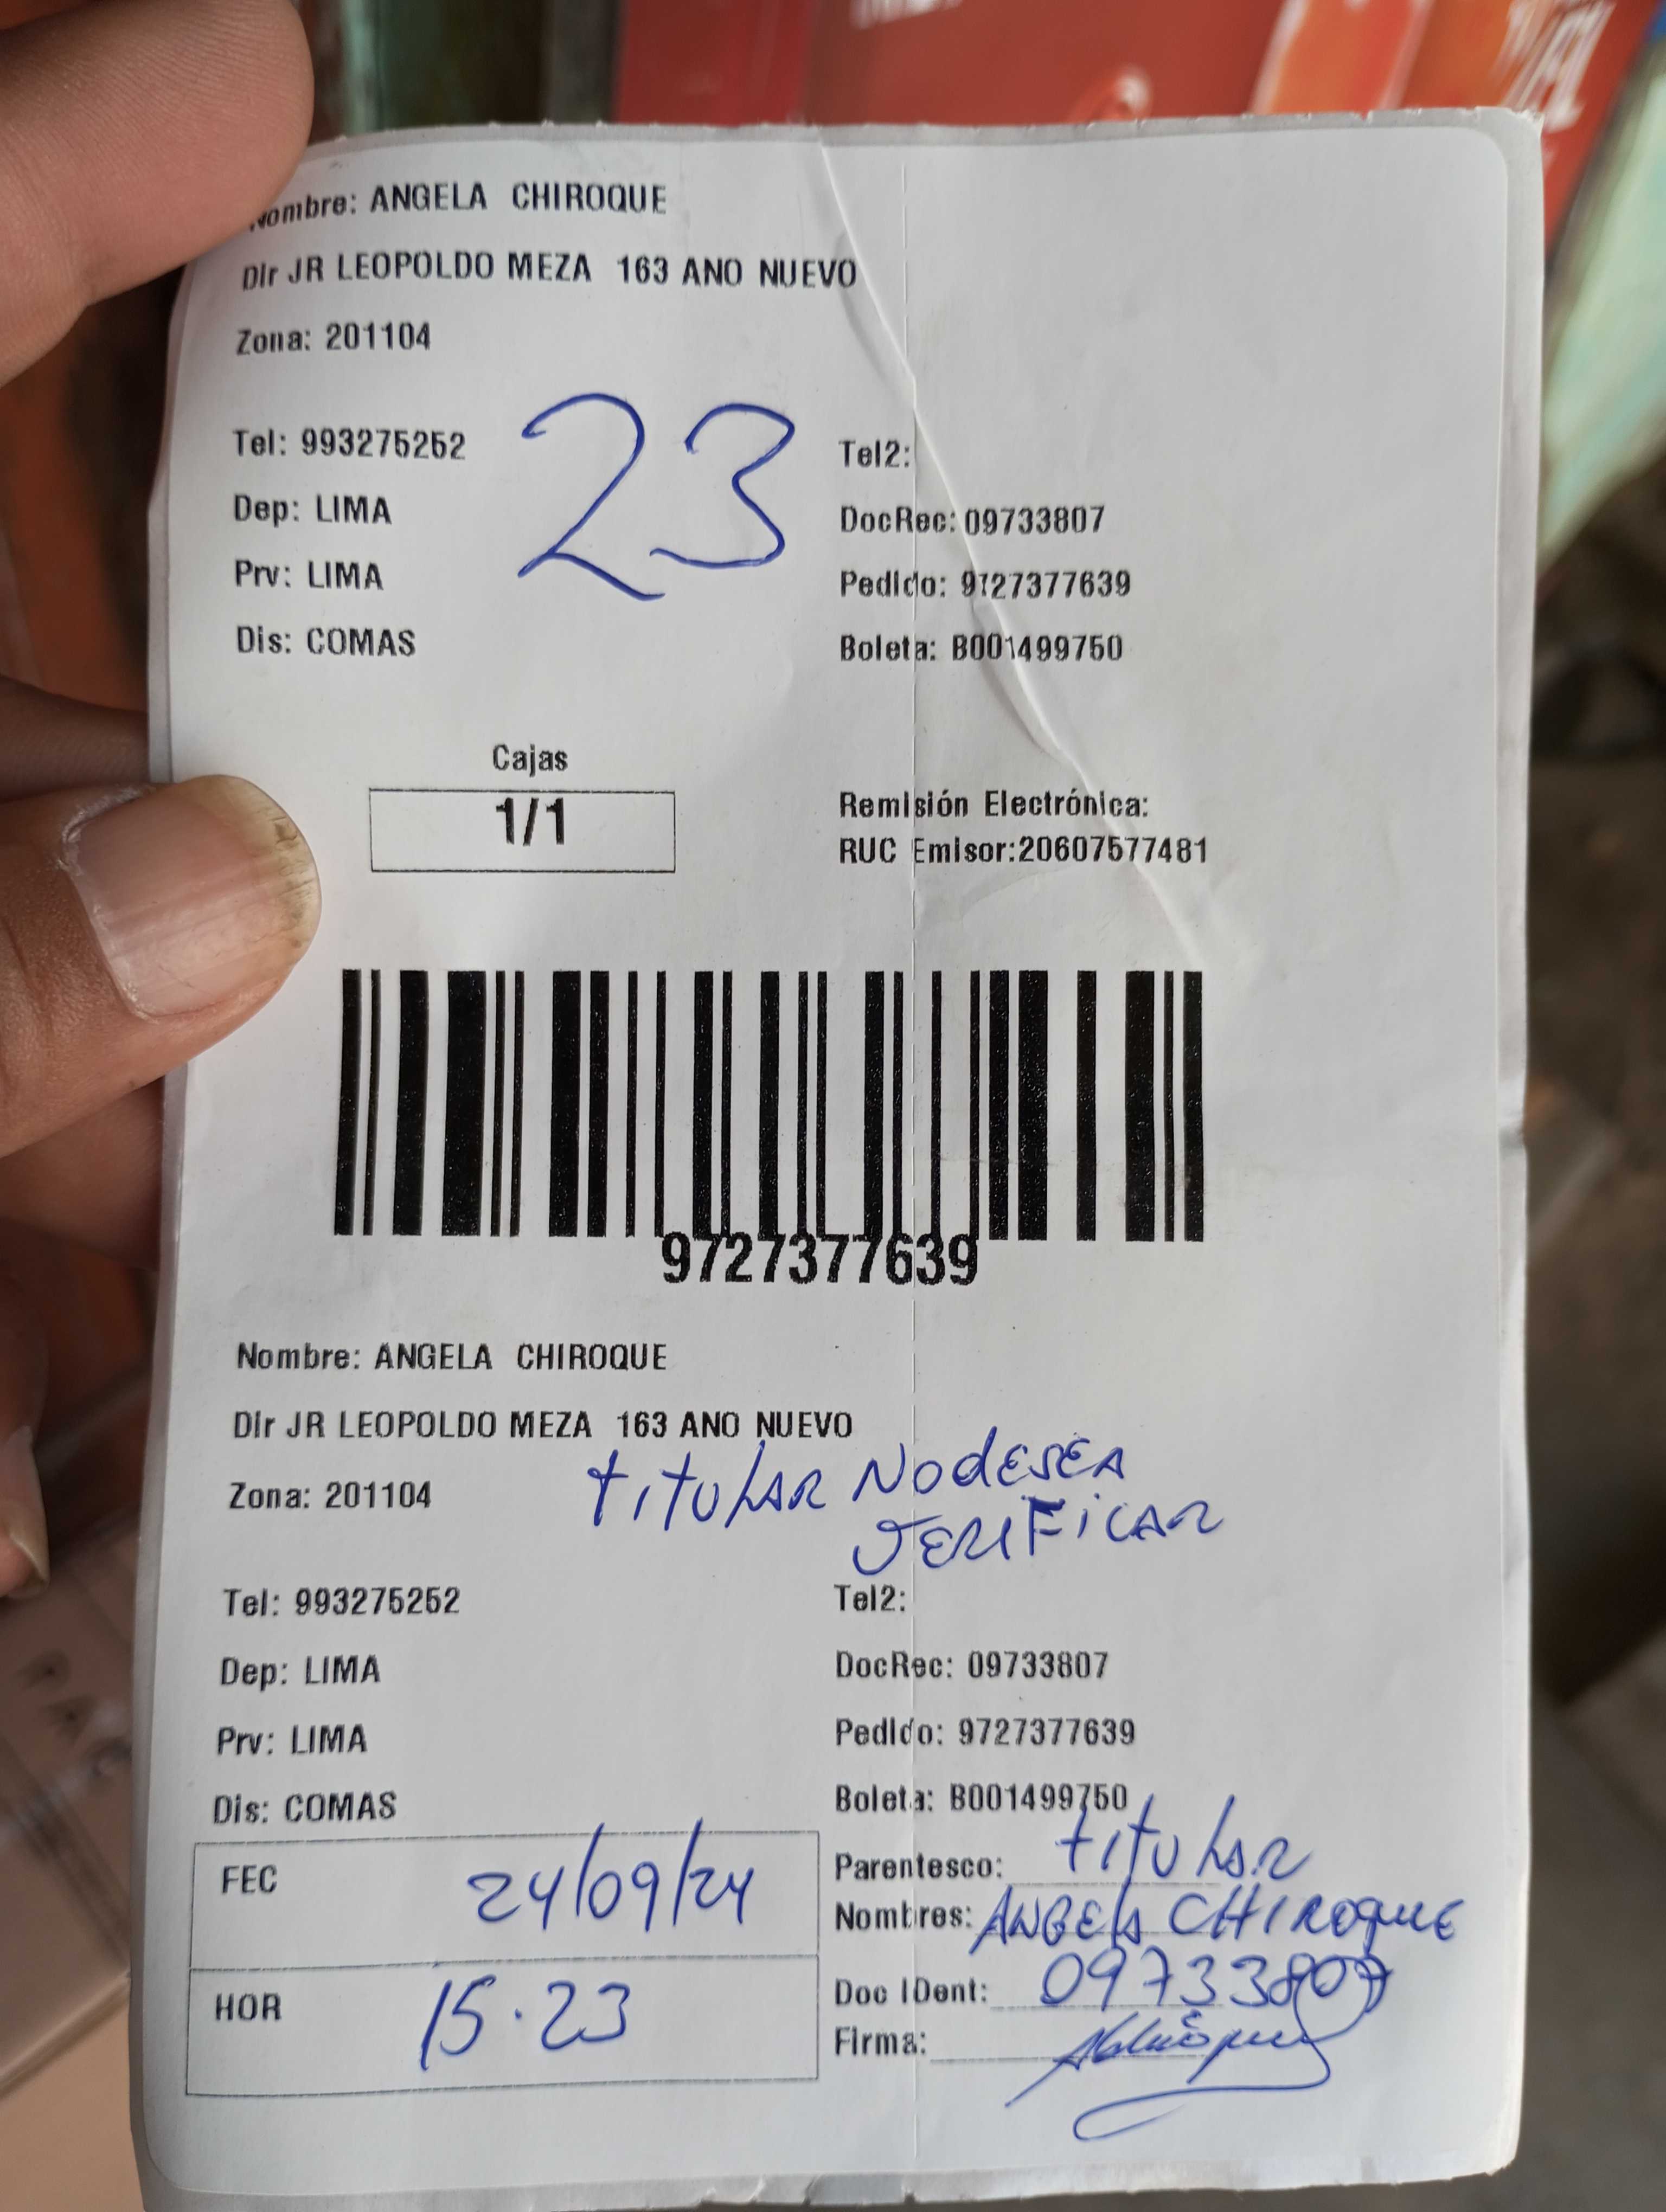 Nombre: ANGELA CHIROQUE
Dir JR LEOPOLDO MEZA 163 ANO NUEVO
Zona: 201104
23
Tel: 993275252
Tel2:
Dep: LIMA
DocRec: 09733807
Prv: LIMA
Pedido: 9727377639
Dis: COMAS
Boleta: B001499750
Cajas
1/1
Remisión Electrónica:
RUC Emisor:20607577481
9727377639
Nombre: ANGELA CHIROQUE
Dir JR LEOPOLDO MEZA 163 ANO NUEVO
Zona: 201104
titular No desea
verificar
Tel: 993275252
Tel2:
Dep: LIMA
DocRec: 09733807
Prv: LIMA
Pedido: 9727377639
Dis: COMAS
Boleta: B001499750
FEC 24/09/24
Parentesco: titular
Nombres: ANGELA CHIROQUE
HOR 15.23
Doc IDent: 09733807
Firma: